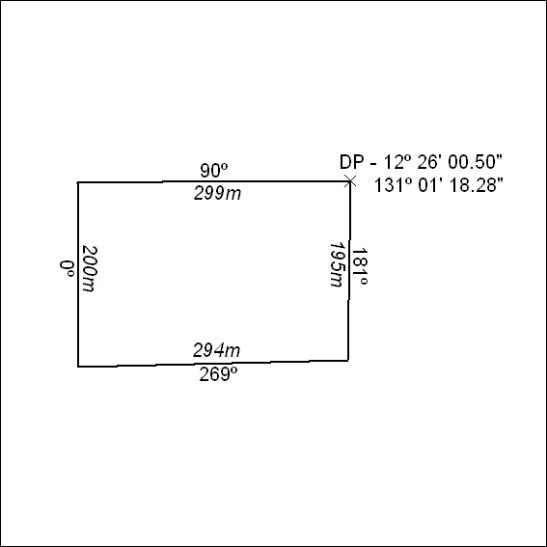 DP - 12º 26' 00.50"
131º 01' 18.28"
90º
299m
0º
200m
195m
181º
294m
269º